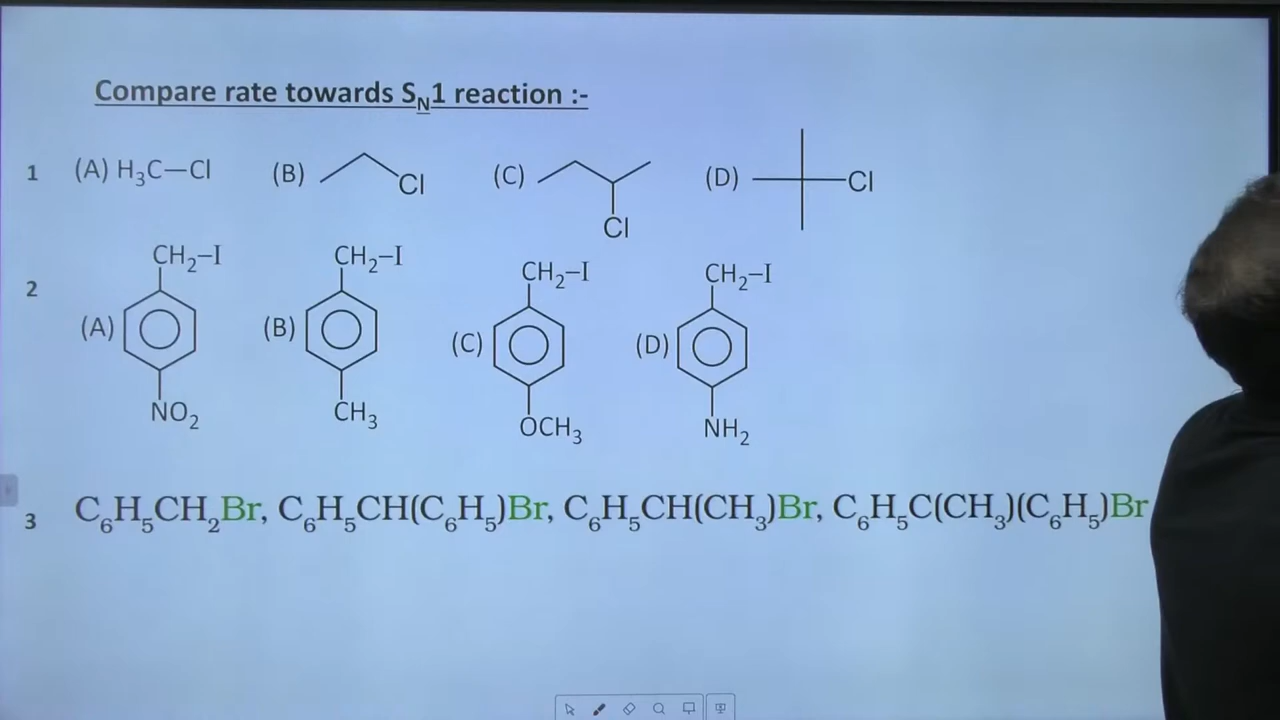 Compare rate towards S_N1 reaction :-
1 (A) H₃C−Cl (B) Cl (C) Cl (D) Cl
2 (A) CH₂−I NO₂ (B) CH₂−I CH₃ (C) CH₂−I OCH₃ (D) CH₂−I NH₂
3 C₆H₅CH₂Br, C₆H₅CH(C₆H₅)Br, C₆H₅CH(CH₃)Br, C₆H₅C(CH₃)(C₆H₅)Br